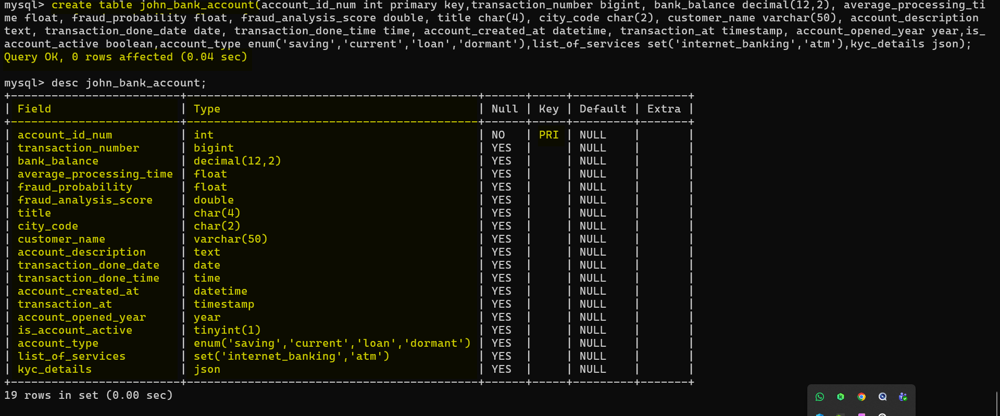 mysql> create table john_bank_account(account_id_num int primary key,transaction_number bigint, bank_balance decimal(12,2), average_processing_ti
me float, fraud_probability float, fraud_analysis_score double, title char(4), city_code char(2), customer_name varchar(50), account_description
text, transaction_done_date date, transaction_done_time time, account_created_at datetime, transaction_at timestamp, account_opened_year year,is_
account_active boolean,account_type enum('saving','current','loan','dormant'),list_of_services set('internet_banking','atm'),kyc_details json);
Query OK, 0 rows affected (0.04 sec)

mysql> desc john_bank_account;
+-------------------------+-------------------------------------------+------+-----+---------+-------+
| Field                   | Type                                      | Null | Key | Default | Extra |
+-------------------------+-------------------------------------------+------+-----+---------+-------+
| account_id_num          | int                                       | NO   | PRI | NULL    |       |
| transaction_number      | bigint                                    | YES  |     | NULL    |       |
| bank_balance            | decimal(12,2)                             | YES  |     | NULL    |       |
| average_processing_time | float                                     | YES  |     | NULL    |       |
| fraud_probability       | float                                     | YES  |     | NULL    |       |
| fraud_analysis_score    | double                                    | YES  |     | NULL    |       |
| title                   | char(4)                                   | YES  |     | NULL    |       |
| city_code               | char(2)                                   | YES  |     | NULL    |       |
| customer_name           | varchar(50)                               | YES  |     | NULL    |       |
| account_description     | text                                      | YES  |     | NULL    |       |
| transaction_done_date   | date                                      | YES  |     | NULL    |       |
| transaction_done_time   | time                                      | YES  |     | NULL    |       |
| account_created_at      | datetime                                  | YES  |     | NULL    |       |
| transaction_at          | timestamp                                 | YES  |     | NULL    |       |
| account_opened_year     | year                                      | YES  |     | NULL    |       |
| is_account_active       | tinyint(1)                                | YES  |     | NULL    |       |
| account_type            | enum('saving','current','loan','dormant') | YES  |     | NULL    |       |
| list_of_services        | set('internet_banking','atm')             | YES  |     | NULL    |       |
| kyc_details             | json                                      | YES  |     | NULL    |       |
+-------------------------+-------------------------------------------+------+-----+---------+-------+
19 rows in set (0.00 sec)